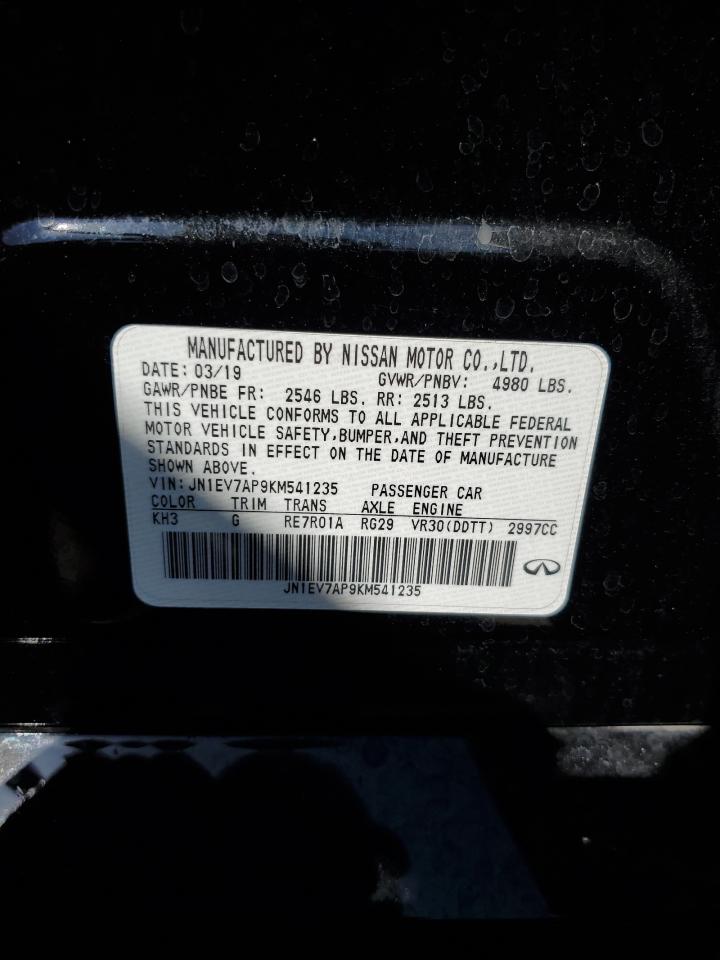 MANUFACTURED BY NISSAN MOTOR CO.,LTD.
DATE: 03/19 GVWR/PNBV: 4980 LBS.
GAWR/PNBE FR: 2546 LBS. RR: 2513 LBS.
THIS VEHICLE CONFORMS TO ALL APPLICABLE FEDERAL
MOTOR VEHICLE SAFETY,BUMPER,AND THEFT PREVENTION
STANDARDS IN EFFECT ON THE DATE OF MANUFACTURE
SHOWN ABOVE.
VIN: JN1EV7AP9KM541235 PASSENGER CAR
COLOR TRIM TRANS AXLE ENGINE
KH3 G RE7R01A RG29 VR30(DDTT) 2997CC
JN1EV7AP9KM541235